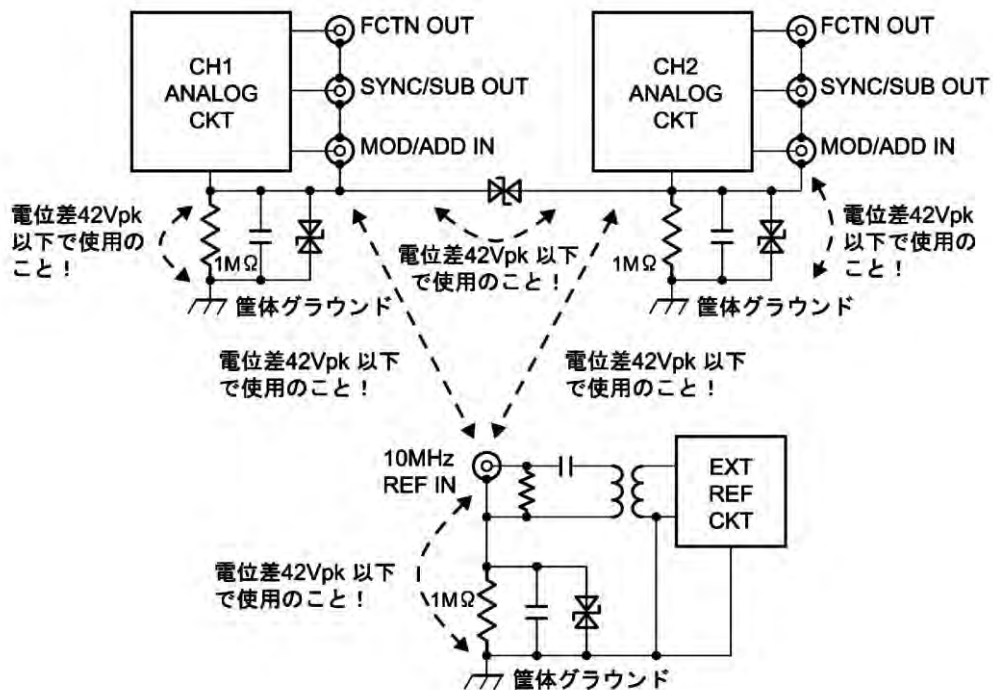 CH1
ANALOG
CKT
FCTN OUT
SYNC/SUB OUT
MOD/ADD IN
CH2
ANALOG
CKT
FCTN OUT
SYNC/SUB OUT
MOD/ADD IN
電位差42Vpk
以下で使用の
こと！
1MΩ
筐体グラウンド
電位差42Vpk 以下
で使用のこと！
1MΩ
筐体グラウンド
電位差42Vpk
以下で使用の
こと！
電位差42Vpk 以下
で使用のこと！
電位差42Vpk 以下
で使用のこと！
10MHz
REF IN
EXT
REF
CKT
電位差42Vpk 以下
で使用のこと！
1MΩ
筐体グラウンド